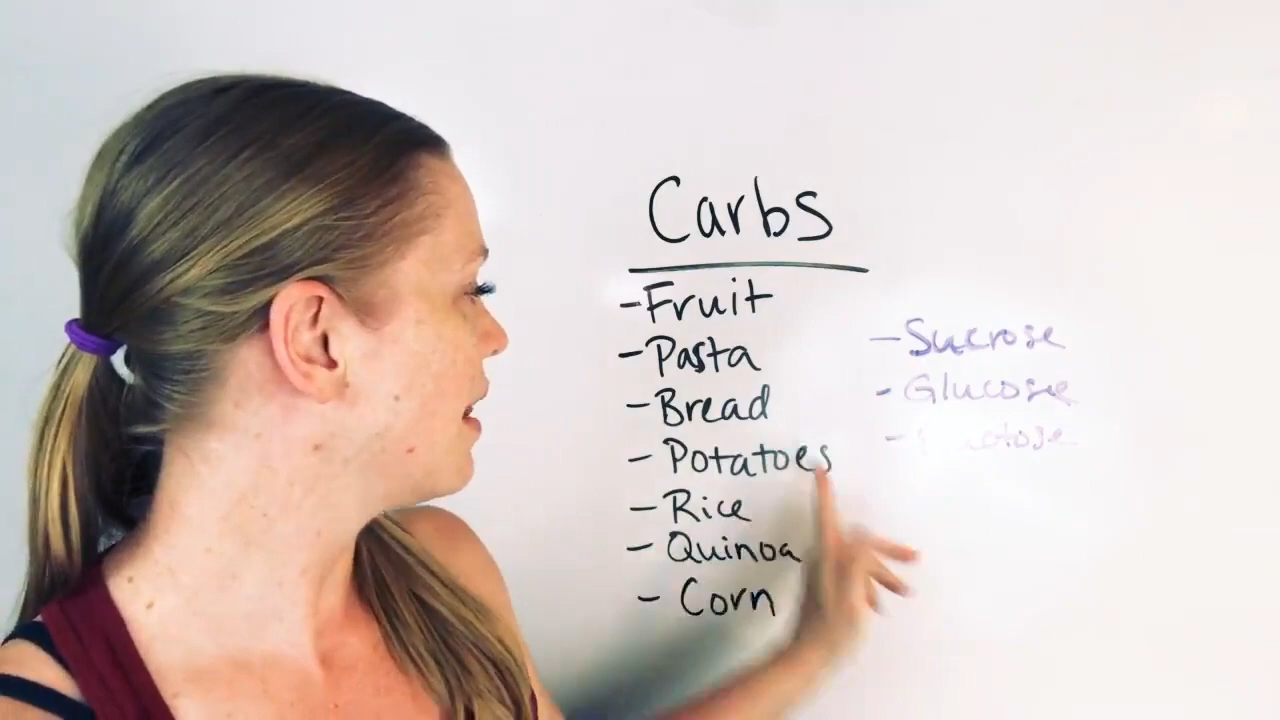 Carbs
-Fruit
-Pasta
-Bread
- Potatoes
- Rice
- Quinoa
- Corn
-Sucrose
-Glucose